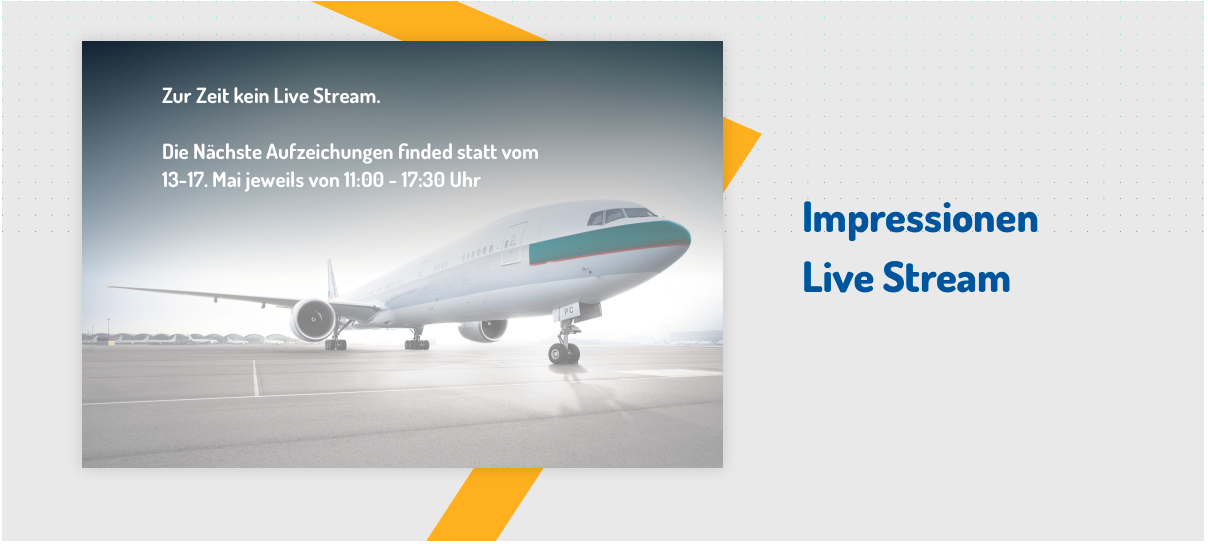 Zur Zeit kein Live Stream.
Die Nächste Aufzeichungen finded statt vom
13-17. Mai jeweils von 11:00 - 17:30 Uhr
Impressionen
Live Stream
PC